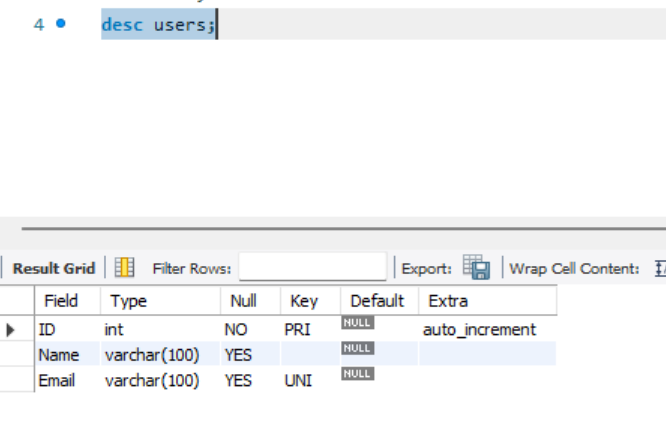 4 desc users;
Result Grid Filter Rows: Export: Wrap Cell Content:
Field Type Null Key Default Extra
ID int NO PRI NULL auto_increment
Name varchar(100) YES NULL
Email varchar(100) YES UNI NULL